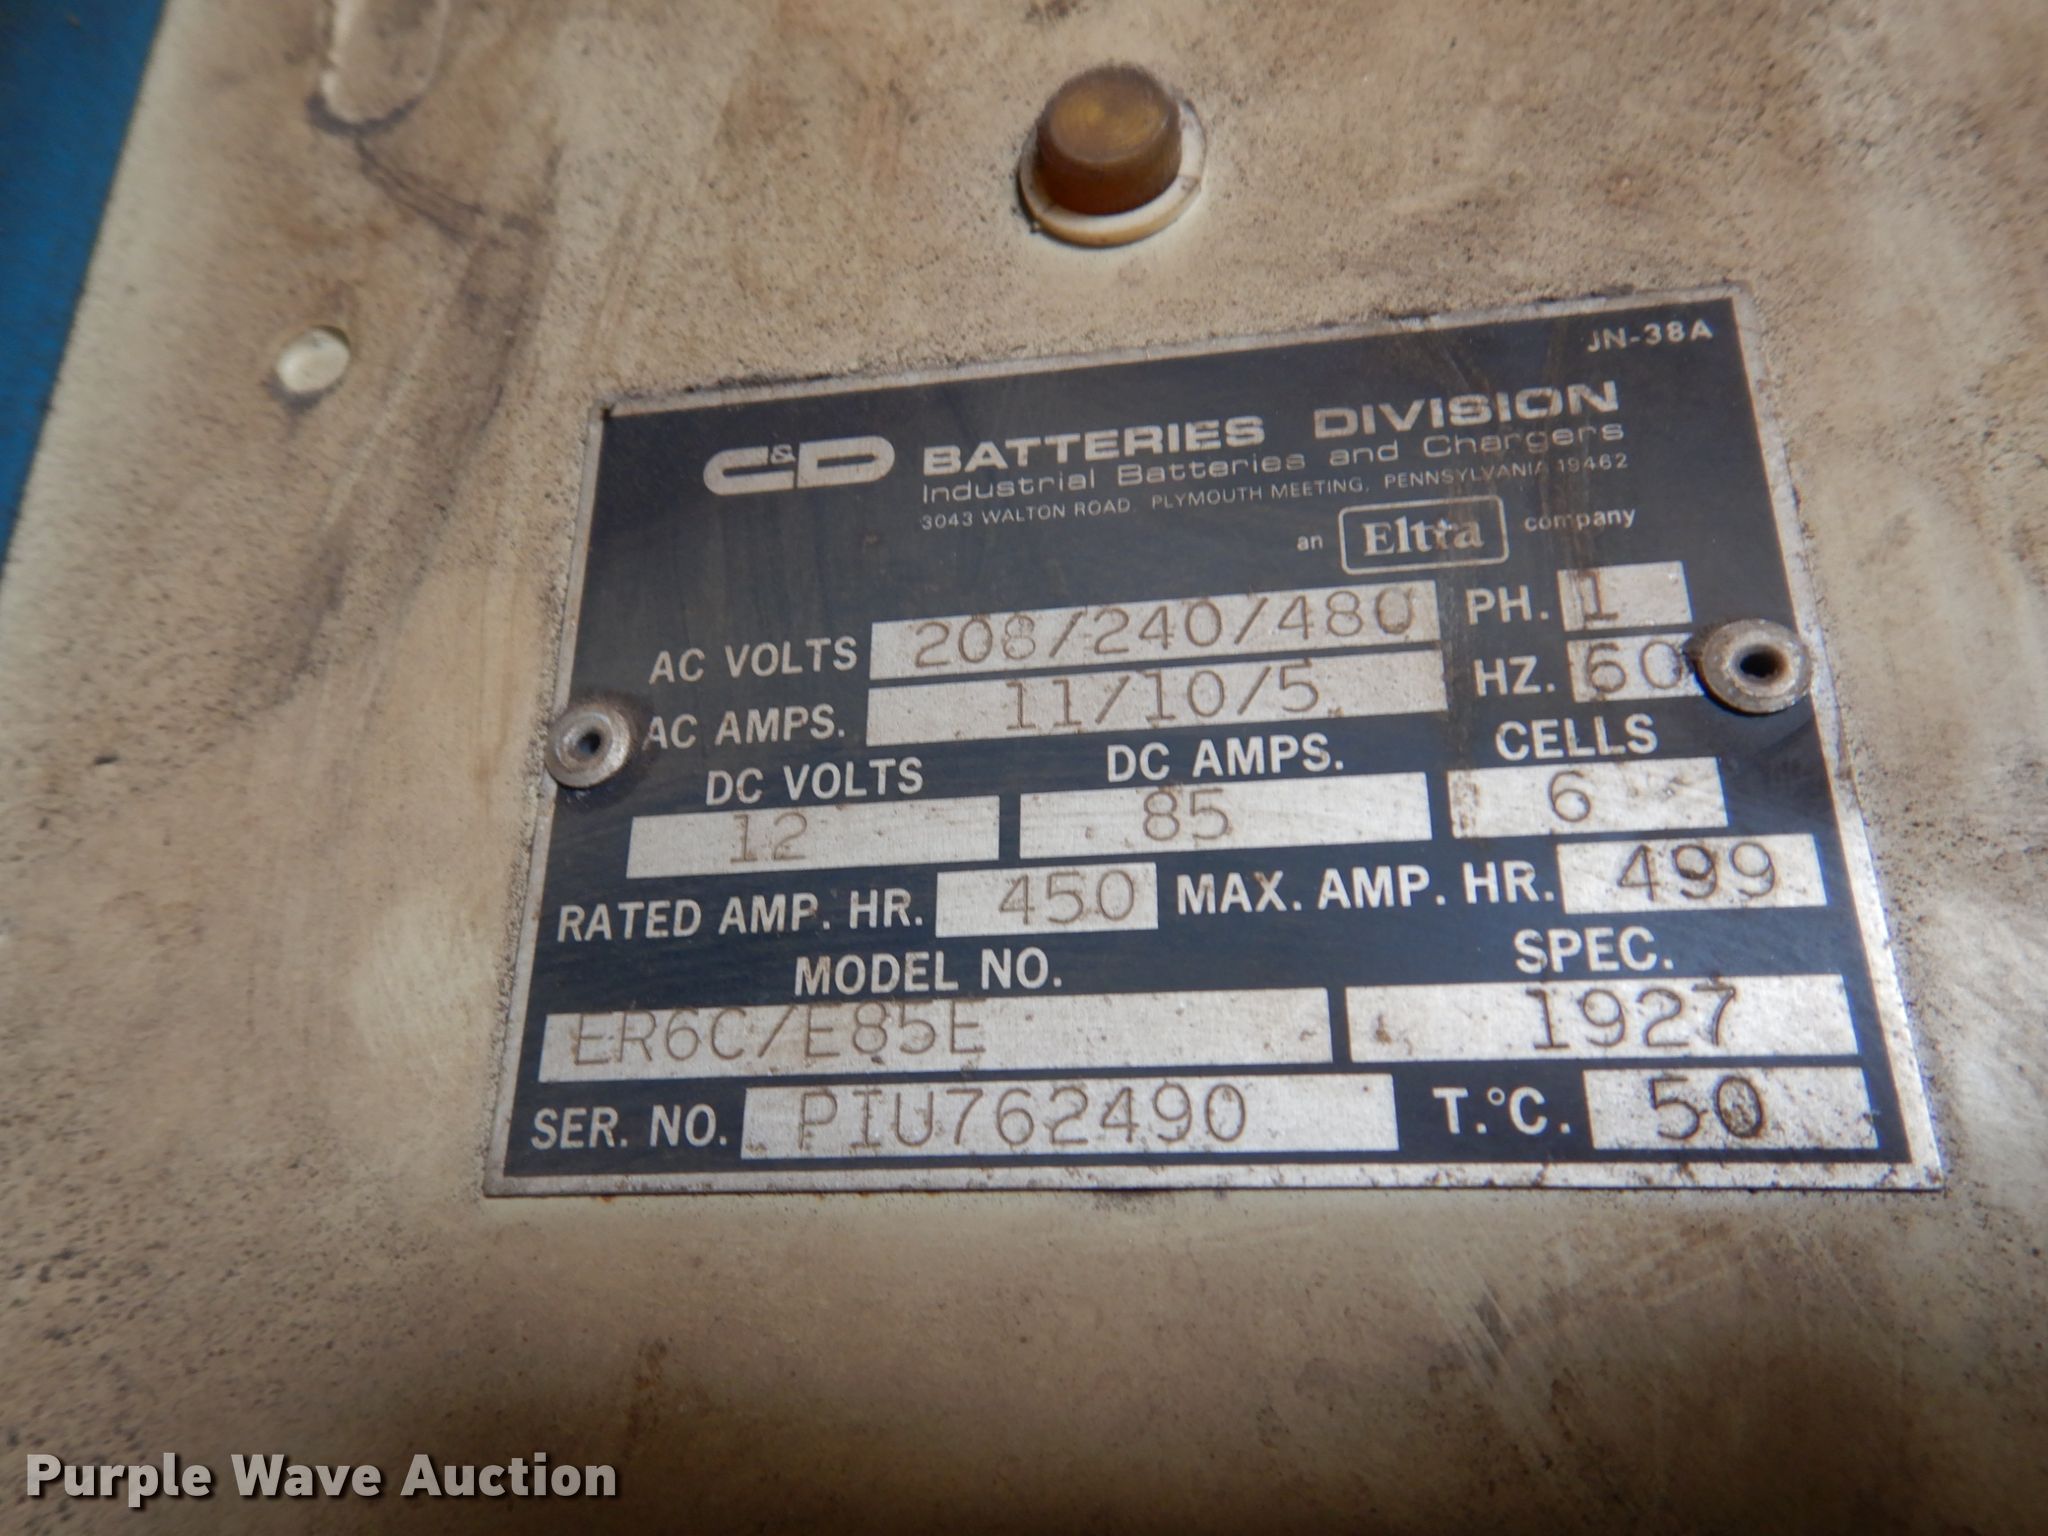 JN-38A
C&D BATTERIES DIVISION
Industrial Batteries and Chargers
3043 WALTON ROAD, PLYMOUTH MEETING, PENNSYLVANIA 19462
an Eltra company
AC VOLTS 208/240/480 PH. 1
AC AMPS. 11/10/5 HZ. 60
DC VOLTS DC AMPS. CELLS
12 85 6
RATED AMP. HR. 450 MAX. AMP. HR. 499
MODEL NO. SPEC.
ER6C/E85E 1927
SER. NO. PIU762490 T.°C. 50
Purple Wave Auction